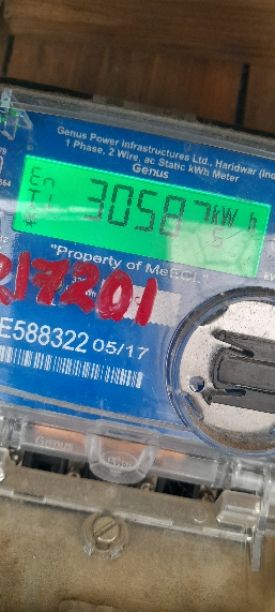 Genus Power Infrastructures Ltd., Haridwar (Ind
1 Phase, 2 Wire, ac Static kWh Meter
Genus
30587 kWh
"Property of MeECL"
217201
E588322 05/17
Genus